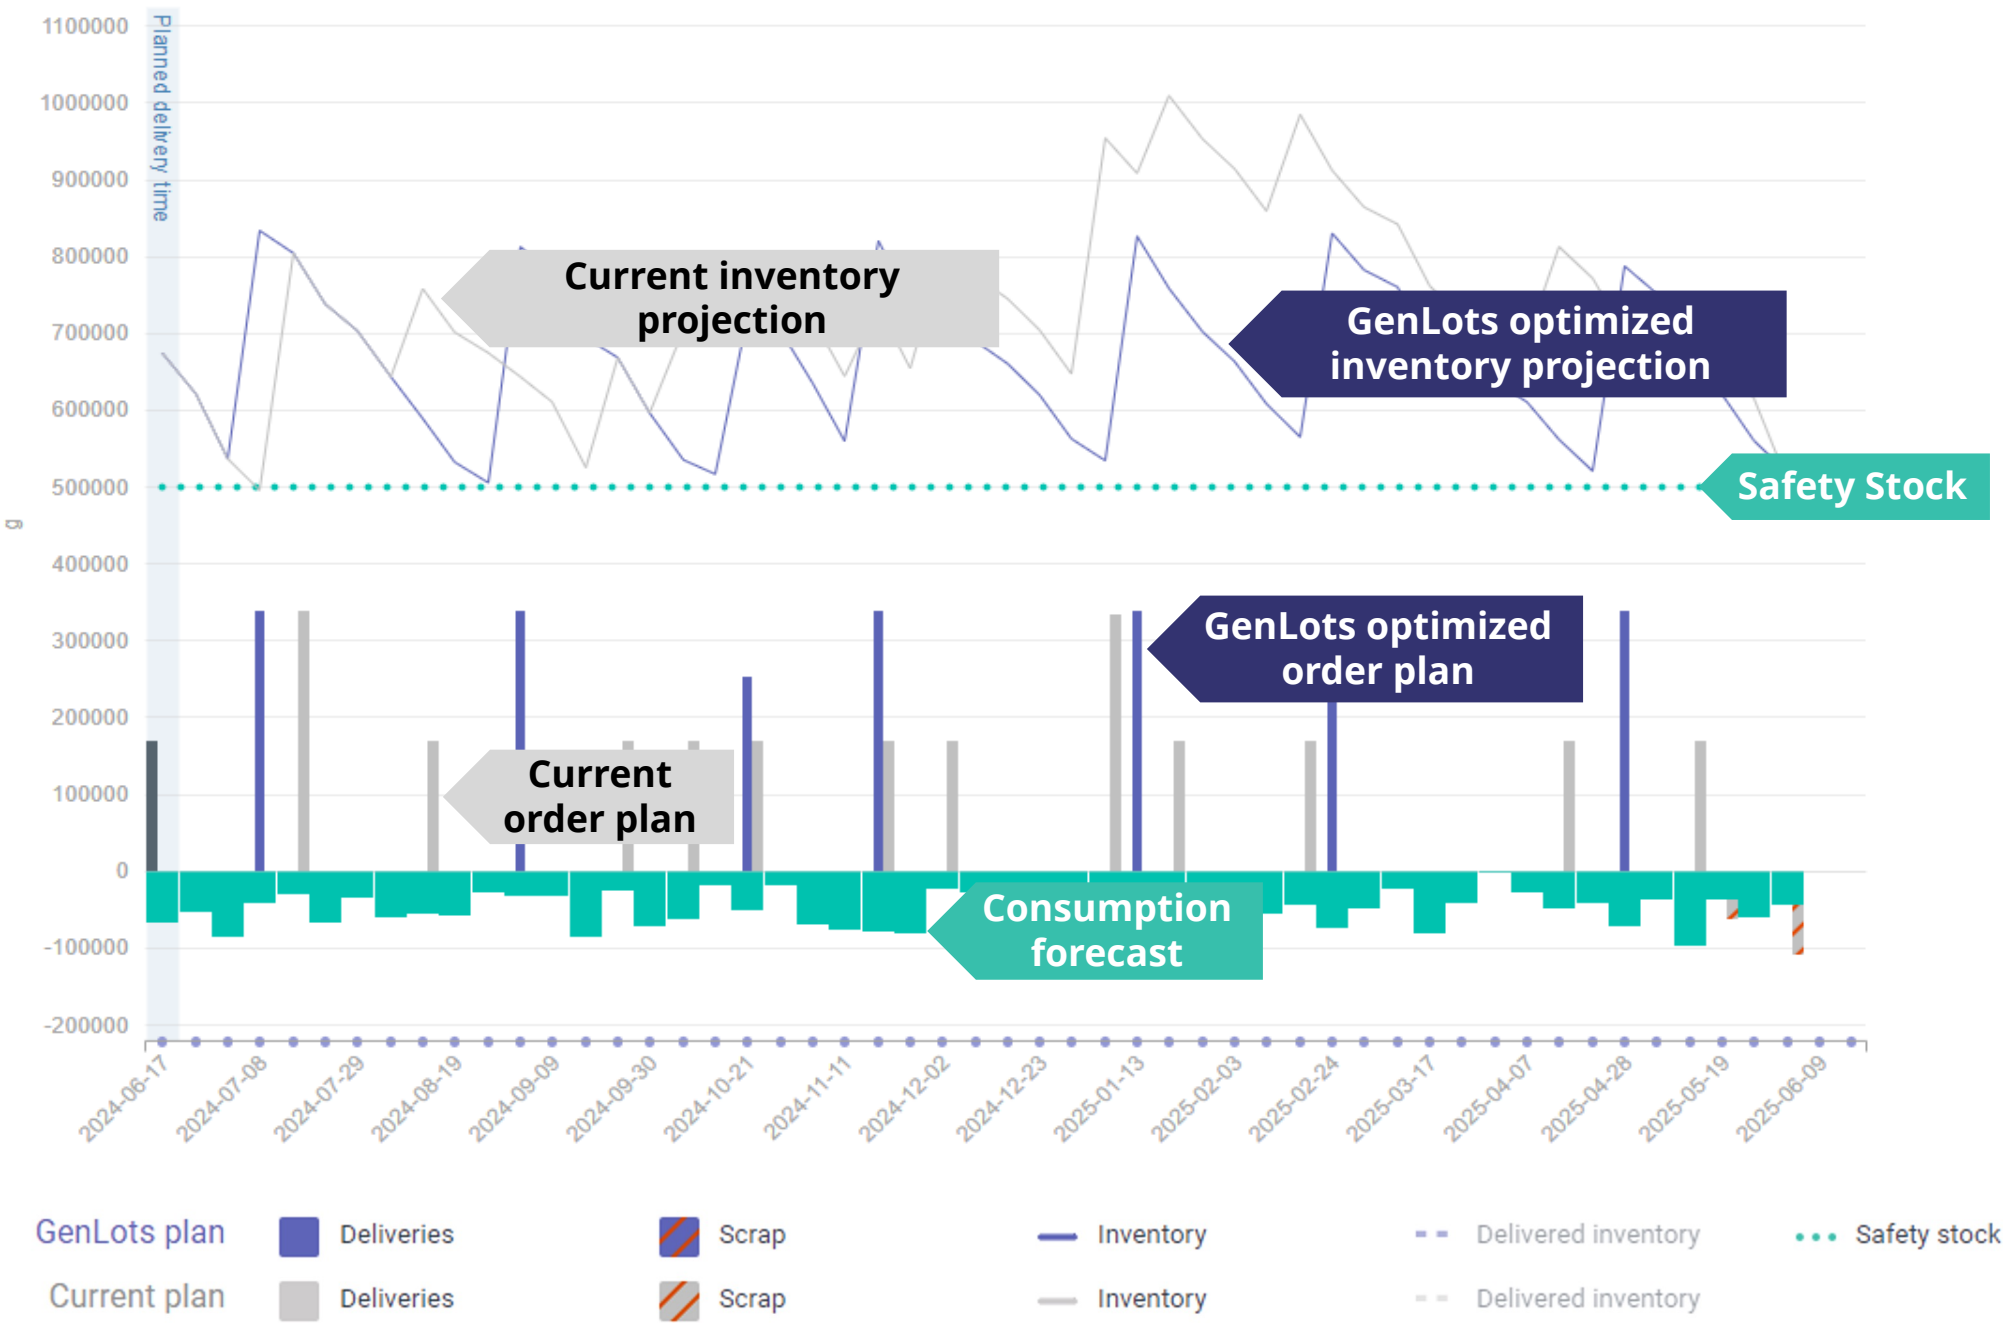 1100000
Planned delivery time
1000000
900000
800000
700000
600000
500000
400000
300000
200000
100000
0
-100000
-200000
g
Current inventory
projection
GenLots optimized
inventory projection
Safety Stock
GenLots optimized
order plan
Current
order plan
Consumption
forecast
2024-06-17
2024-07-08
2024-07-29
2024-08-19
2024-09-09
2024-09-30
2024-10-21
2024-11-11
2024-12-02
2024-12-23
2025-01-13
2025-02-03
2025-02-24
2025-03-17
2025-04-07
2025-04-28
2025-05-19
2025-06-09
GenLots plan Deliveries Scrap Inventory Delivered inventory Safety stock
Current plan Deliveries Scrap Inventory Delivered inventory